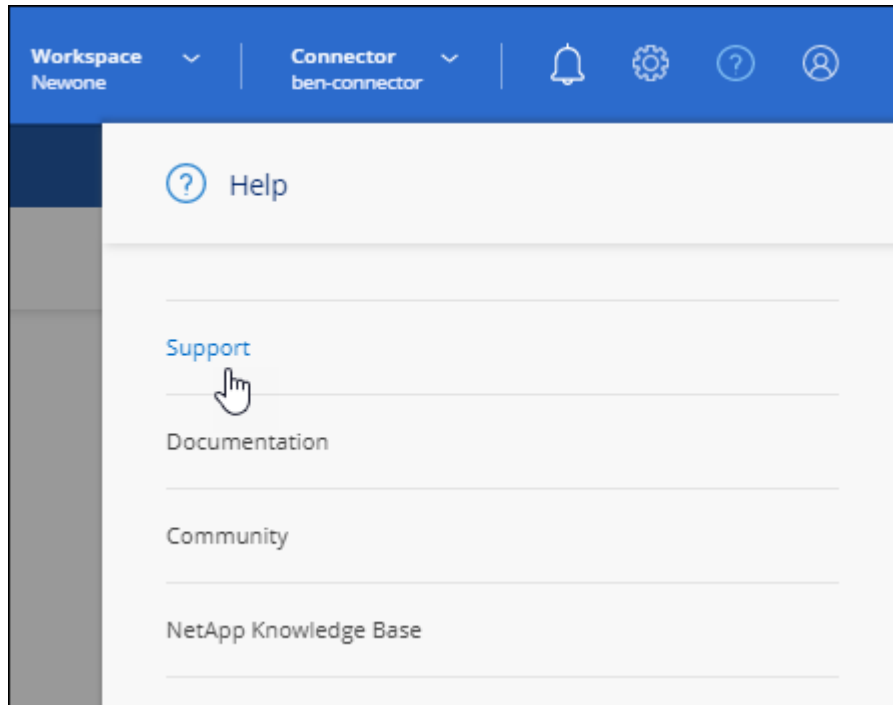 Workspace
Newone
Connector
ben-connector
Help
Support
Documentation
Community
NetApp Knowledge Base